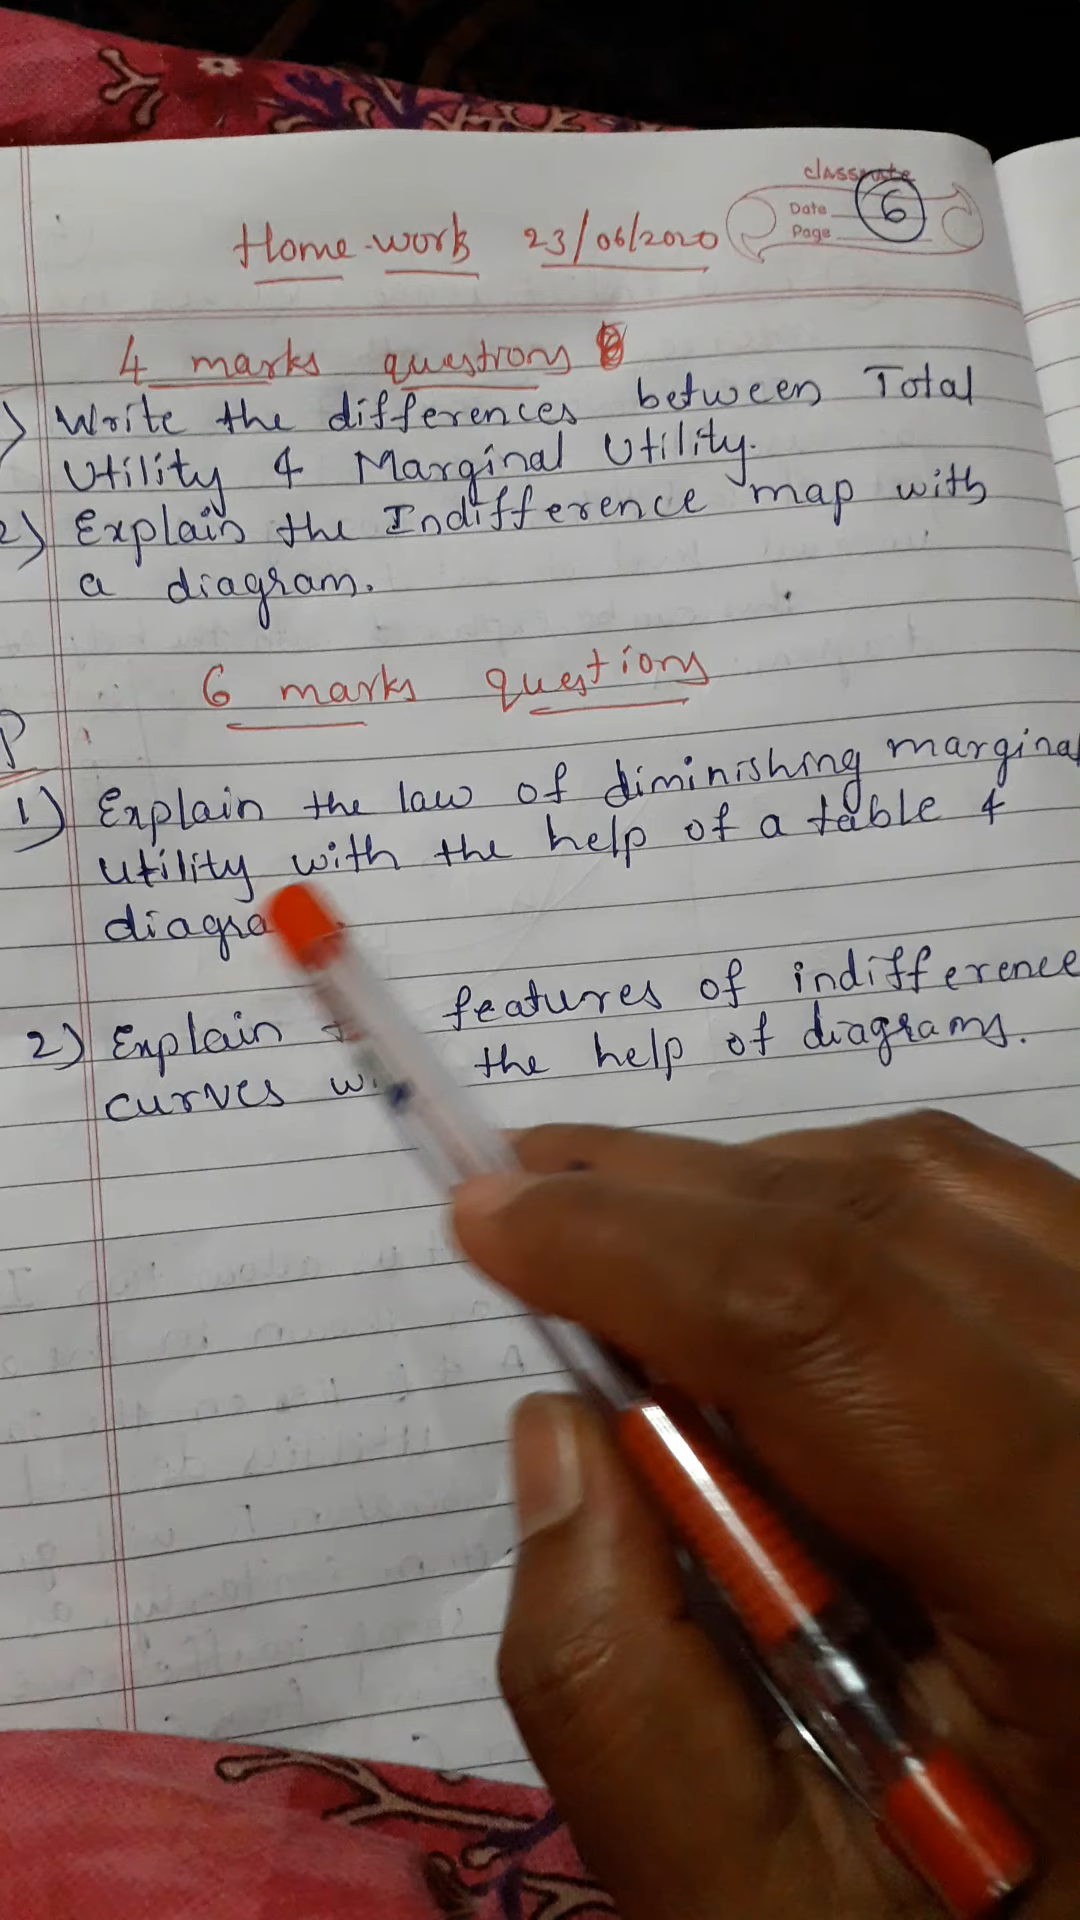 classmate
Date
Page
6
Home-work 23/06/2020
4 marks questions
) Write the differences between Total
Utility & Marginal Utility.
2) Explain the Indifference map with
a diagram.
6 marks questions
P
1) Explain the law of diminishing marginal
utility with the help of a table &
diagra
2) Explain features of indifference
curves the help of diagrams.